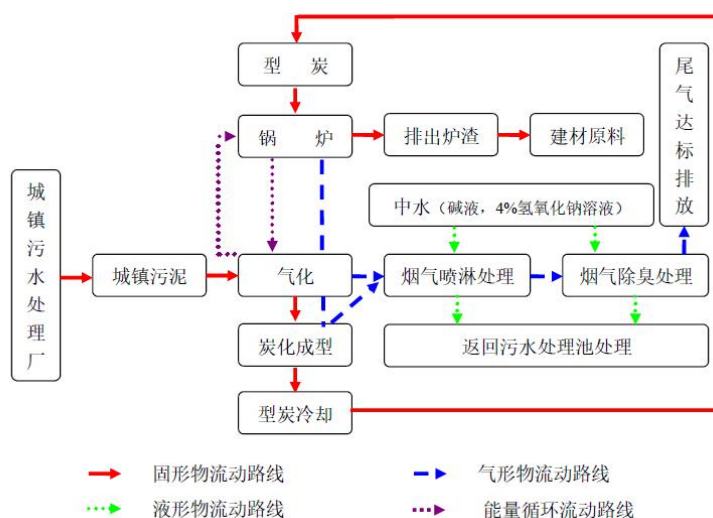 型 炭
锅 炉
排出炉渣
建材原料
尾气达标排放
城镇污水处理厂
中水（碱液，4%氢氧化钠溶液）
城镇污泥
气化
烟气喷淋处理
烟气除臭处理
炭化成型
返回污水处理池处理
型炭冷却
固形物流动路线
气形物流动路线
液形物流动路线
能量循环流动路线